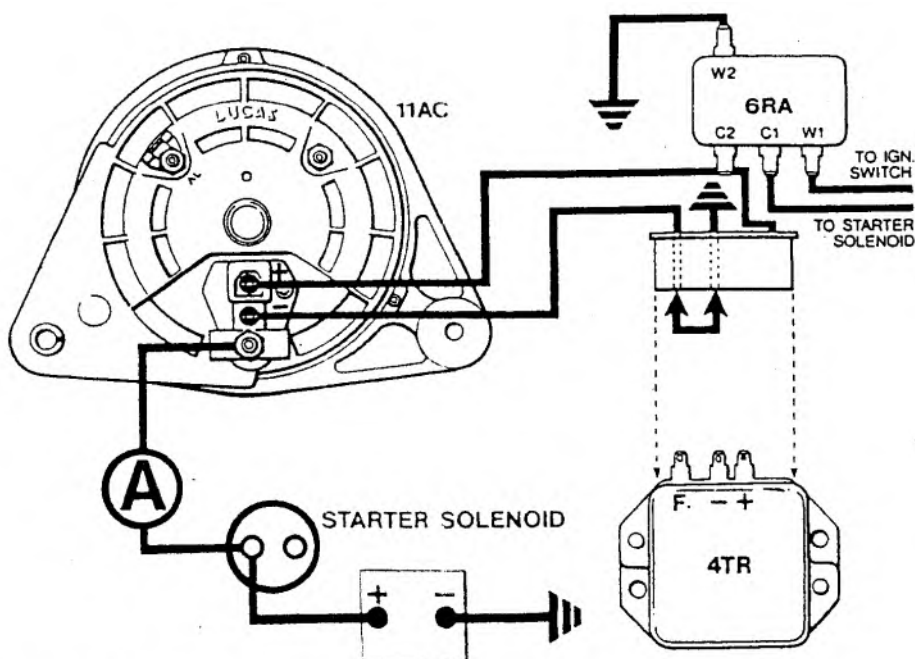 W2
6RA
11AC
LUCAS
C2 C1 W1
TO IGN.
SWITCH
TO STARTER
SOLENOID
+
−
A
STARTER SOLENOID
F. − +
4TR
+ −